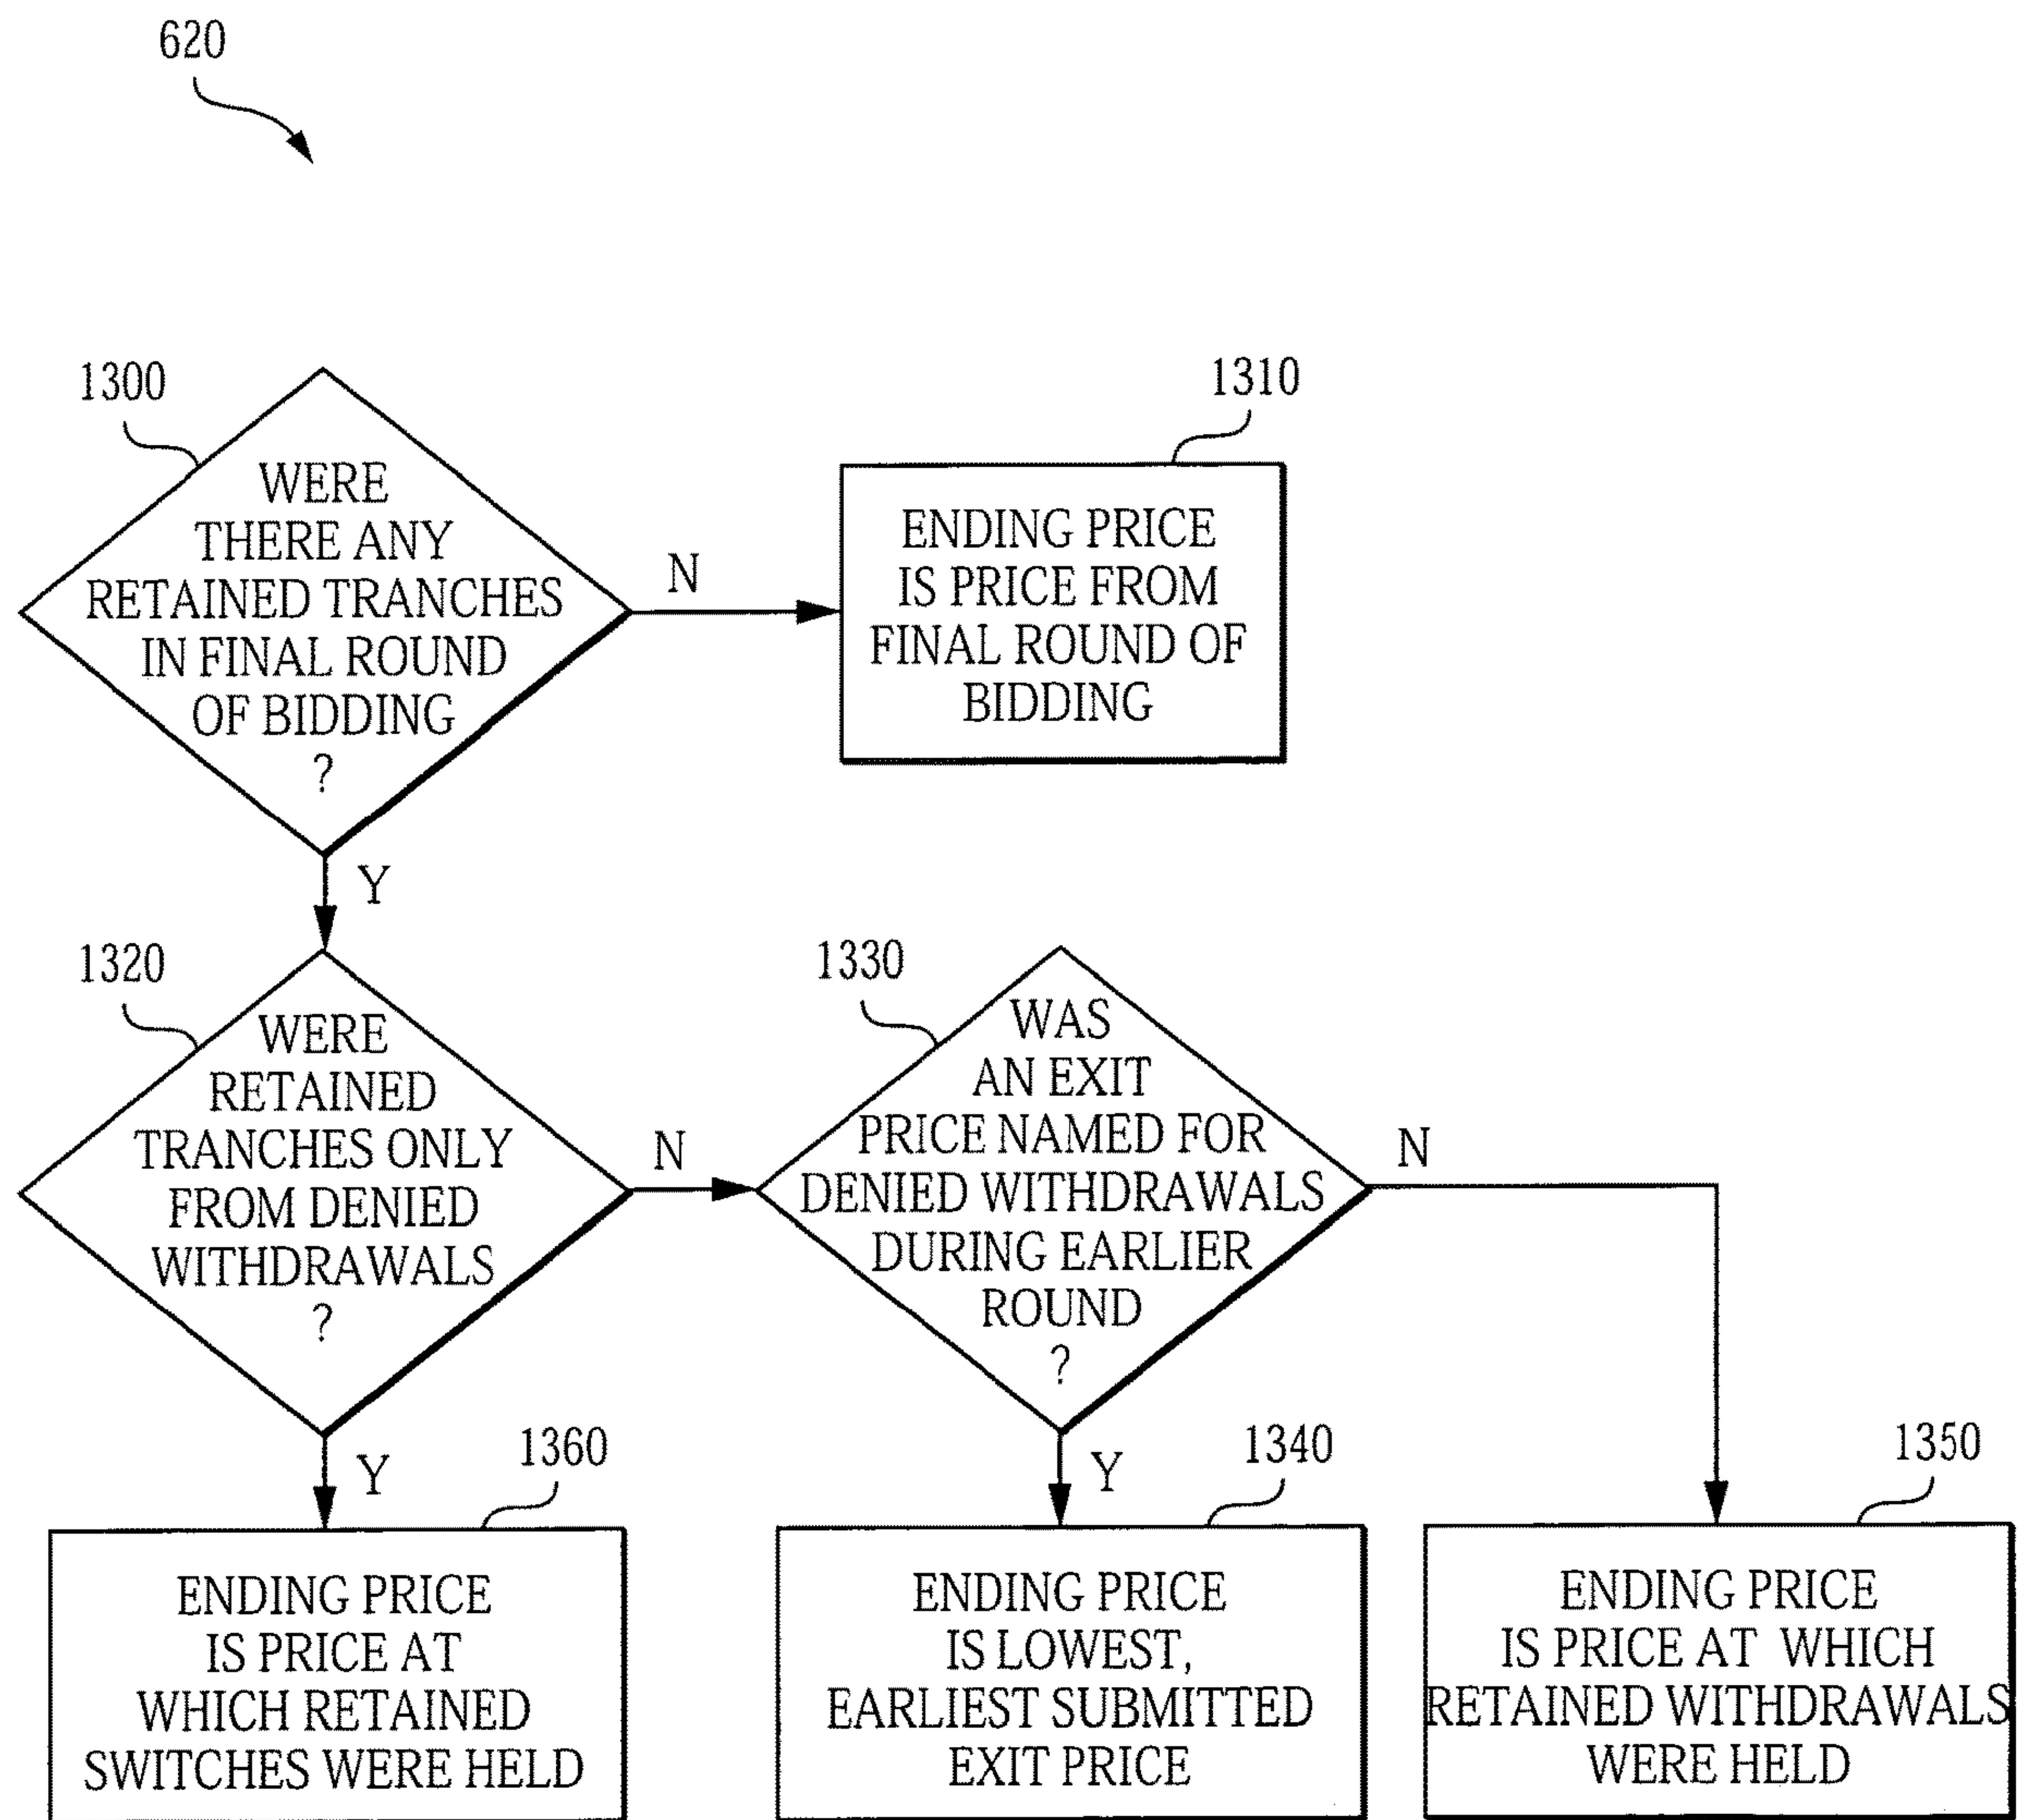 620
1300
WERE
THERE ANY
RETAINED TRANCHES
IN FINAL ROUND
OF BIDDING
?
N
1310
ENDING PRICE
IS PRICE FROM
FINAL ROUND OF
BIDDING
Y
1320
WERE
RETAINED
TRANCHES ONLY
FROM DENIED
WITHDRAWALS
?
N
1330
WAS
AN EXIT
PRICE NAMED FOR
DENIED WITHDRAWALS
DURING EARLIER
ROUND
?
N
Y
1360
ENDING PRICE
IS PRICE AT
WHICH RETAINED
SWITCHES WERE HELD
Y
1340
ENDING PRICE
IS LOWEST,
EARLIEST SUBMITTED
EXIT PRICE
1350
ENDING PRICE
IS PRICE AT WHICH
RETAINED WITHDRAWALS
WERE HELD